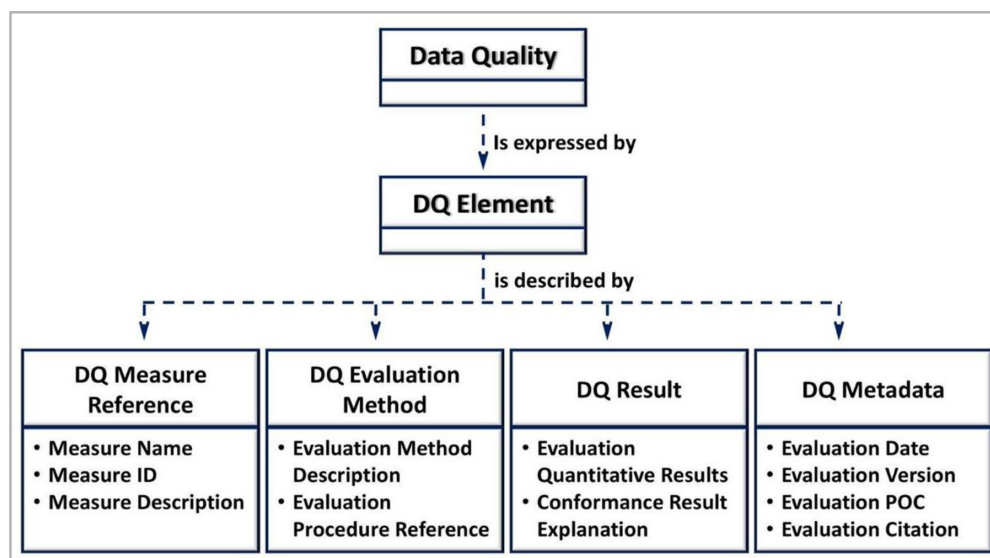 Data Quality
Is expressed by
DQ Element
is described by
DQ Measure
Reference
• Measure Name
• Measure ID
• Measure Description
DQ Evaluation
Method
• Evaluation Method
Description
• Evaluation
Procedure Reference
DQ Result
• Evaluation
Quantitative Results
• Conformance Result
Explanation
DQ Metadata
• Evaluation Date
• Evaluation Version
• Evaluation POC
• Evaluation Citation